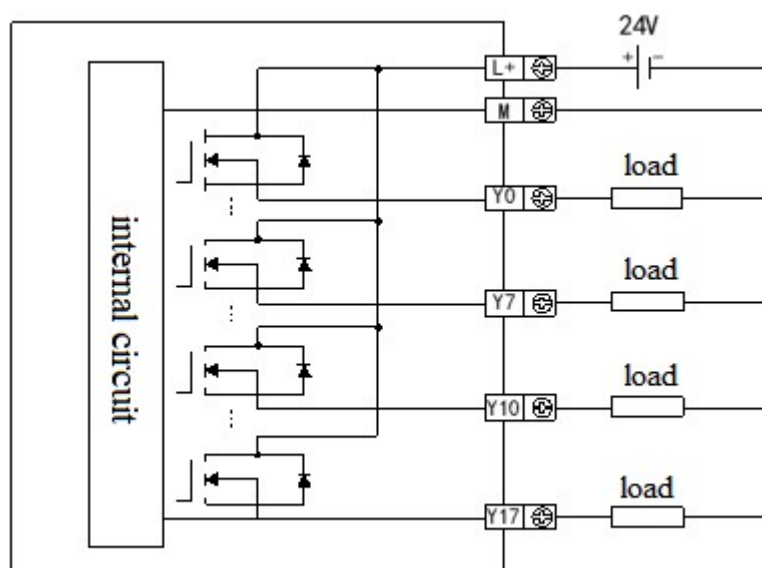 24V
+ −
L+
M
load
Y0
load
Y7
load
Y10
load
Y17
internal circuit